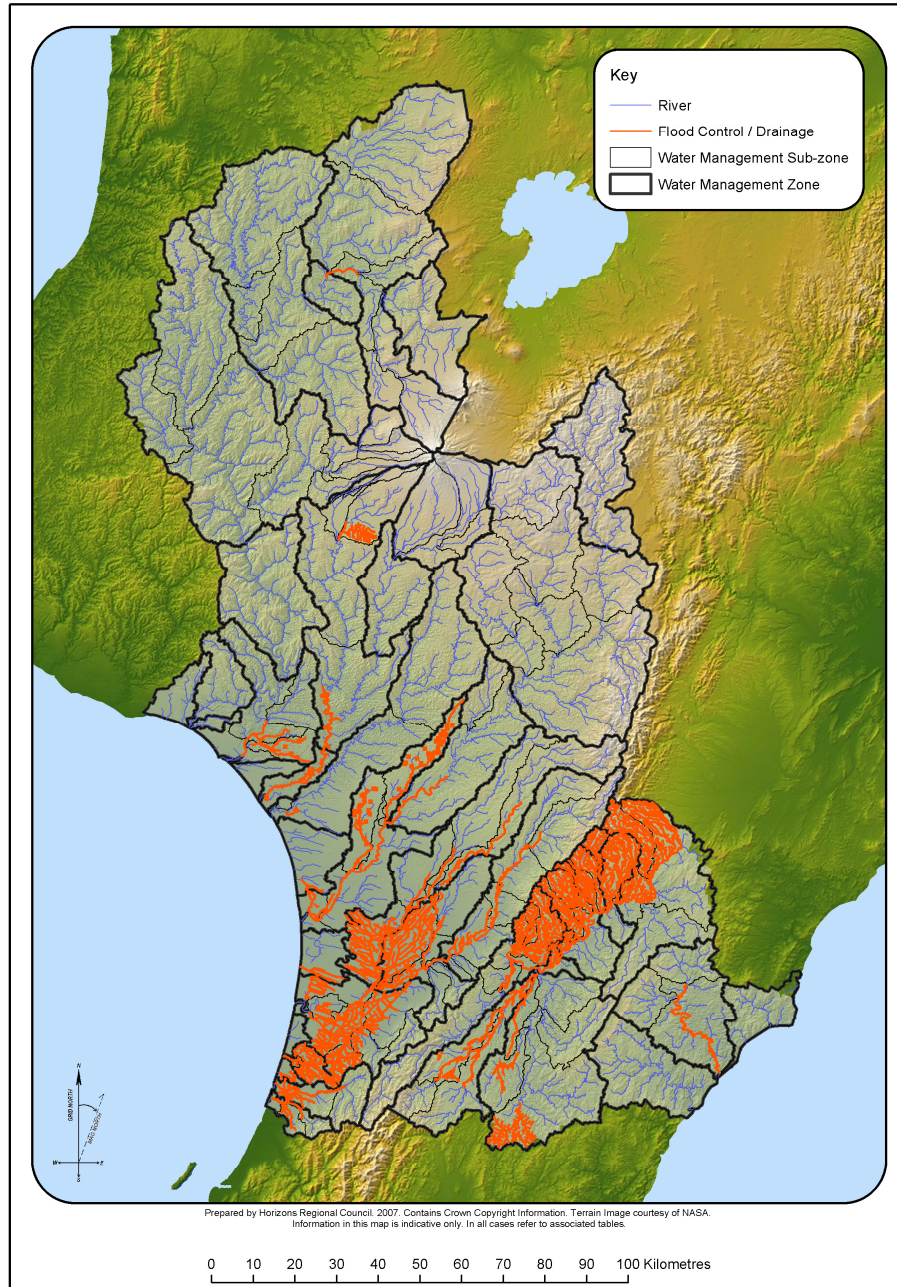 Key
River
Flood Control / Drainage
Water Management Sub-zone
Water Management Zone
N
GRID NORTH
W
E
S
Prepared by Horizons Regional Council. 2007. Contains Crown Copyright Information. Terrain Image courtesy of NASA.
Information in this map is indicative only. In all cases refer to associated tables.
0 10 20 30 40 50 60 70 80 90 100 Kilometres